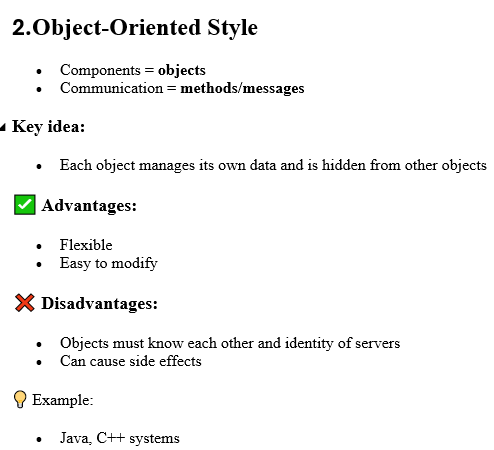 2.Object-Oriented Style
• Components = objects
• Communication = methods/messages
Key idea:
• Each object manages its own data and is hidden from other objects
✅ Advantages:
• Flexible
• Easy to modify
❌ Disadvantages:
• Objects must know each other and identity of servers
• Can cause side effects
💡 Example:
• Java, C++ systems